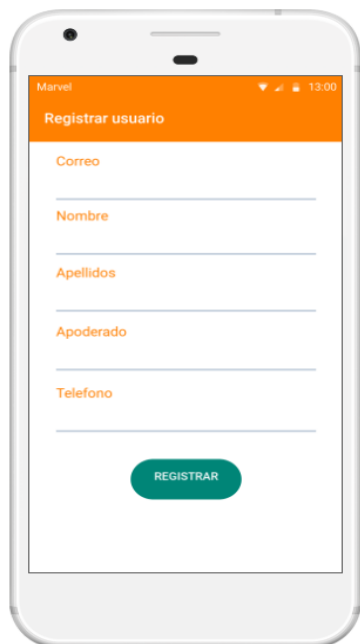 Marvel 13:00
Registrar usuario
Correo
Nombre
Apellidos
Apoderado
Telefono
REGISTRAR